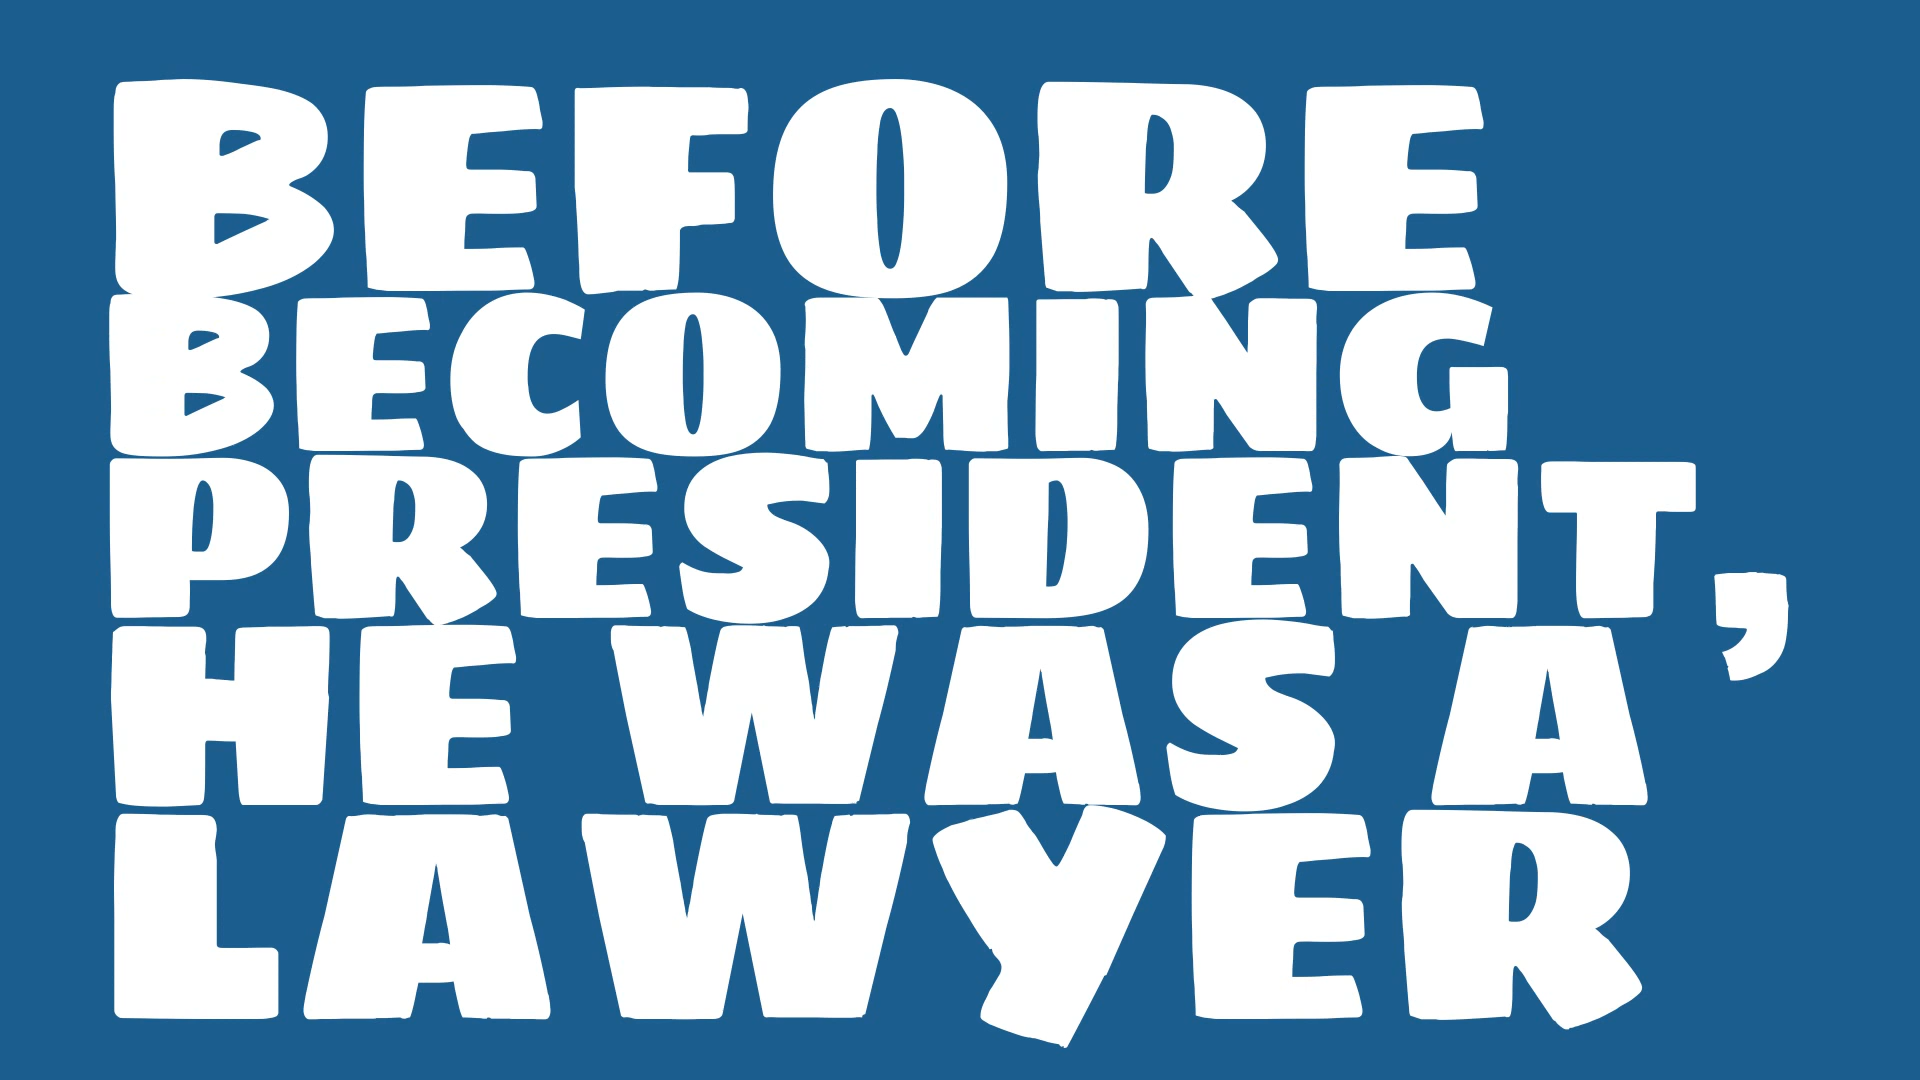 BEFORE
BECOMING
PRESIDENT,
HE WAS A
LAWYER